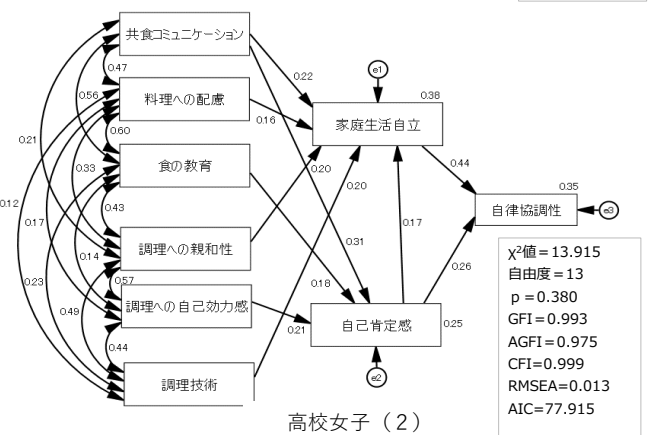 共食コミュニケーション
0.47
0.22
e1
0.38
料理への配慮
0.56
0.16
家庭生活自立
0.60
0.21
食の教育
0.44
0.33
0.20
0.20
0.35
0.12
0.43
0.17
自律協調性
e3
0.17
調理への親和性
0.31
0.14
0.26
0.23
0.57
0.18
調理への自己効力感
0.49
0.21
自己肯定感
0.25
0.44
調理技術
e2
χ²値＝13.915
自由度＝13
p＝0.380
GFI＝0.993
AGFI＝0.975
CFI＝0.999
RMSEA＝0.013
AIC＝77.915
高校女子（2）